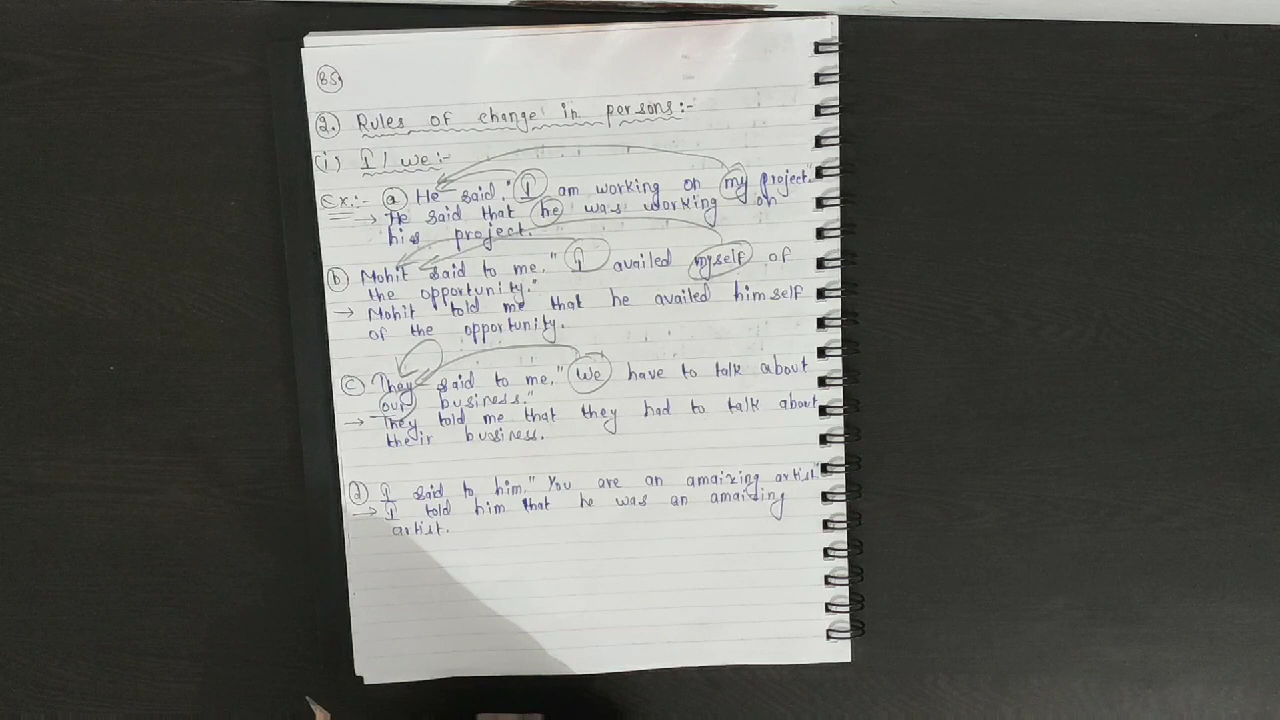 85.
2. Rules of change in persons:-
(i) I / we:-
Ex:- (a) He said." I am working on my project."
→ He said that he was working on
his project.
(b) Mohit said to me." I availed myself of
the opportunity."
→ Mohit told me that he availed himself
of the opportunity.
(c) They said to me." We have to talk about
our business."
→ They told me that they had to talk about
their bussiness.
(d) I said to him." You are an amaizing artist."
→ I told him that he was an amaizing
artist.